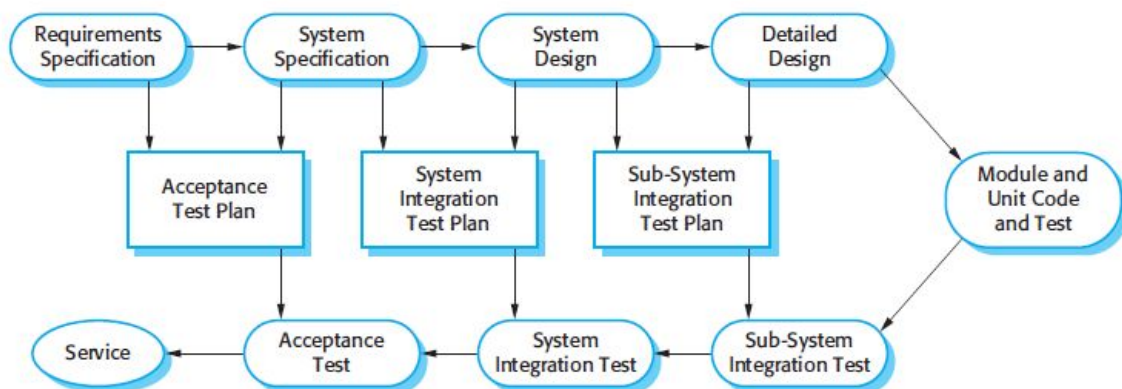 Requirements
Specification
System
Specification
System
Design
Detailed
Design
Acceptance
Test Plan
System
Integration
Test Plan
Sub-System
Integration
Test Plan
Module and
Unit Code
and Test
Service
Acceptance
Test
System
Integration Test
Sub-System
Integration Test